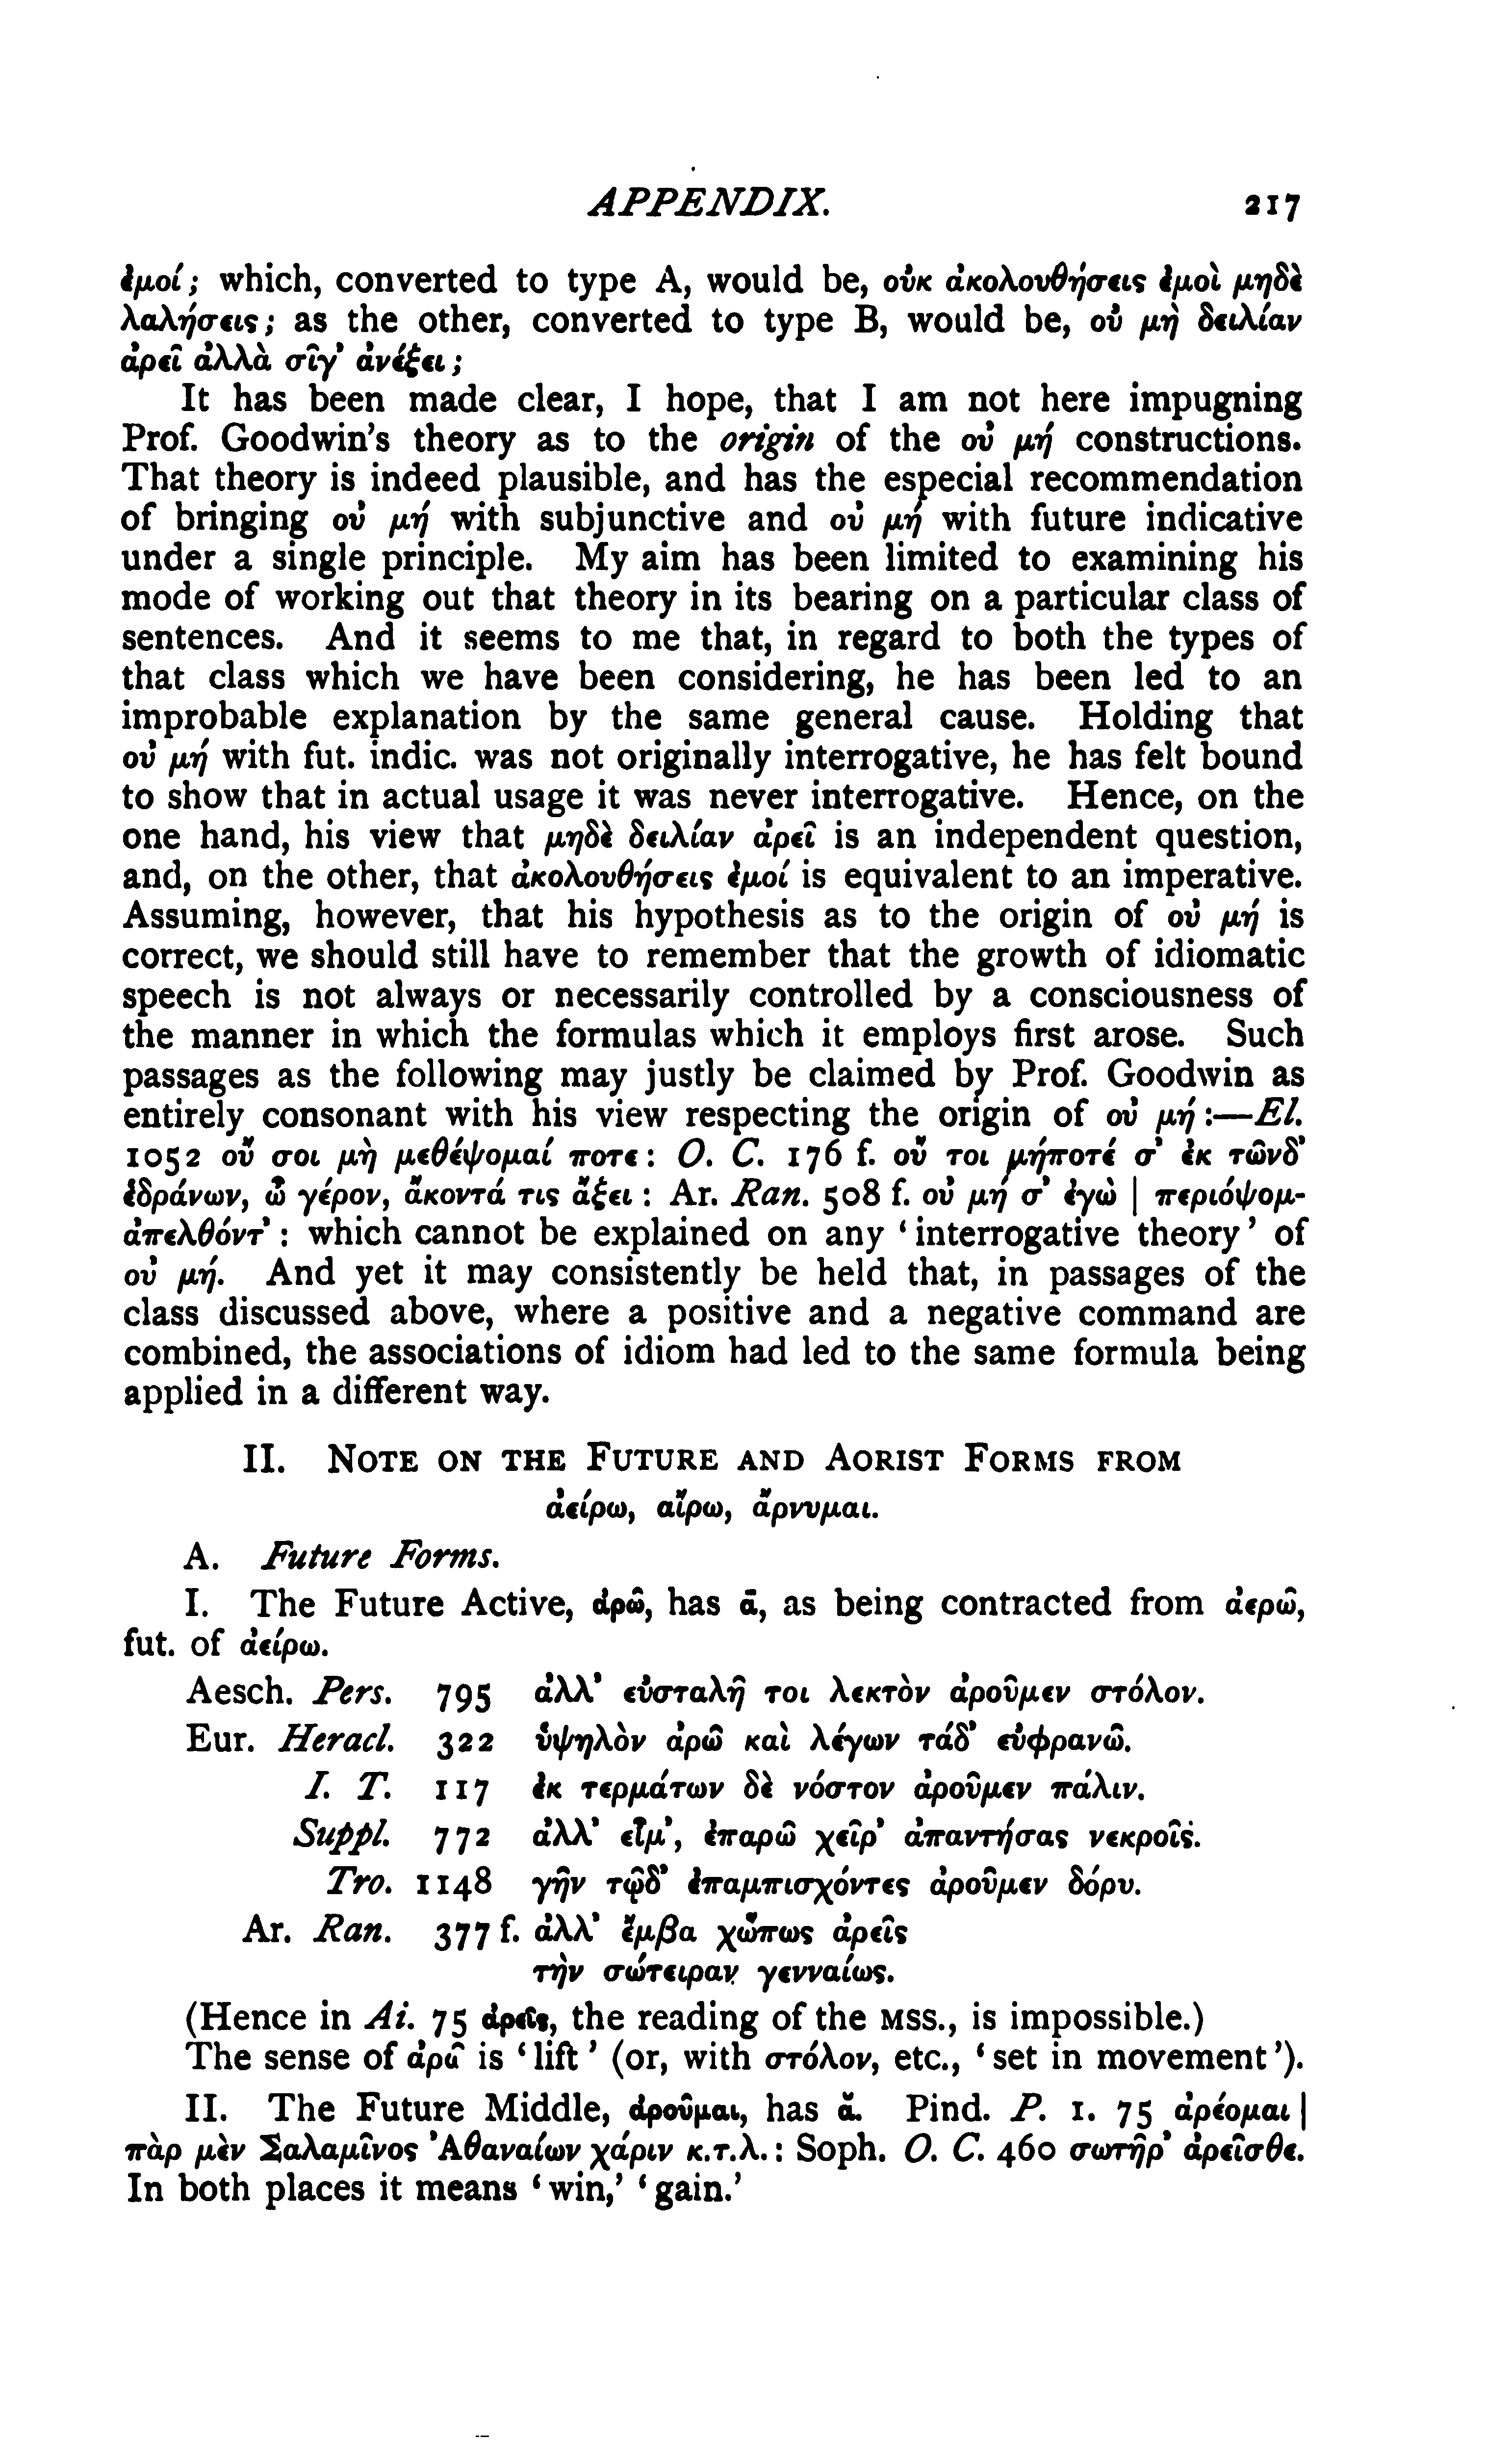 APPENDIX. 217
ἐμοί; which, converted to type A, would be, οὐκ ἀκολουθήσεις ἐμοὶ μηδὲ
λαλήσεις; as the other, converted to type B, would be, οὐ μὴ δειλίαν
ἀρεῖ ἀλλὰ σῖγ' ἀνέξει;
It has been made clear, I hope, that I am not here impugning
Prof. Goodwin's theory as to the origin of the οὐ μή constructions.
That theory is indeed plausible, and has the especial recommendation
of bringing οὐ μή with subjunctive and οὐ μή with future indicative
under a single principle. My aim has been limited to examining his
mode of working out that theory in its bearing on a particular class of
sentences. And it seems to me that, in regard to both the types of
that class which we have been considering, he has been led to an
improbable explanation by the same general cause. Holding that
οὐ μή with fut. indic. was not originally interrogative, he has felt bound
to show that in actual usage it was never interrogative. Hence, on the
one hand, his view that μηδὲ δειλίαν ἀρεῖ is an independent question,
and, on the other, that ἀκολουθήσεις ἐμοί is equivalent to an imperative.
Assuming, however, that his hypothesis as to the origin of οὐ μή is
correct, we should still have to remember that the growth of idiomatic
speech is not always or necessarily controlled by a consciousness of
the manner in which the formulas which it employs first arose. Such
passages as the following may justly be claimed by Prof. Goodwin as
entirely consonant with his view respecting the origin of οὐ μή:—El.
1052 οὔ σοι μὴ μεθέψομαί ποτε: O. C. 176 f. οὔ τοι μήποτέ σ' ἐκ τῶνδ'
ἑδράνων, ὦ γέρον, ἄκοντά τις ἄξει: Ar. Ran. 508 f. οὐ μή σ' ἐγὼ | περιόψομ-
ἀπελθόντ': which cannot be explained on any 'interrogative theory' of
οὐ μή. And yet it may consistently be held that, in passages of the
class discussed above, where a positive and a negative command are
combined, the associations of idiom had led to the same formula being
applied in a different way.
II. NOTE ON THE FUTURE AND AORIST FORMS FROM
ἀείρω, αἴρω, ἄρνυμαι.
A. Future Forms.
I. The Future Active, ἀρῶ, has ᾱ, as being contracted from ἀερῶ,
fut. of ἀείρω.
Aesch. Pers. 795 ἀλλ' εὐσταλῆ τοι λεκτὸν ἀροῦμεν στόλον.
Eur. Heracl. 322 ὑψηλὸν ἀρῶ καὶ λέγων τάδ' εὐφρανῶ.
I. T. 117 ἐκ τερμάτων δὲ νόστον ἀροῦμεν πάλιν.
Suppl. 772 ἀλλ' εἶμ', ἐπαρῶ χεῖρ' ἀπαντήσας νεκροῖς.
Tro. 1148 γῆν τῷδ' ἐπαμπισχόντες ἀροῦμεν δόρυ.
Ar. Ran. 377 f. ἀλλ' ἔμβα χὤπως ἀρεῖς
τὴν σώτειραν γενναίως.
(Hence in Ai. 75 ἀρεῖς, the reading of the MSS., is impossible.)
The sense of ἀρῶ is 'lift' (or, with στόλον, etc., 'set in movement').
II. The Future Middle, ἀροῦμαι, has ᾰ. Pind. P. 1. 75 ἀρέομαι |
πὰρ μὲν Σαλαμῖνος Ἀθαναίων χάριν κ.τ.λ.: Soph. O. C. 460 σωτῆρ' ἀρεῖσθε.
In both places it means 'win,' 'gain.'